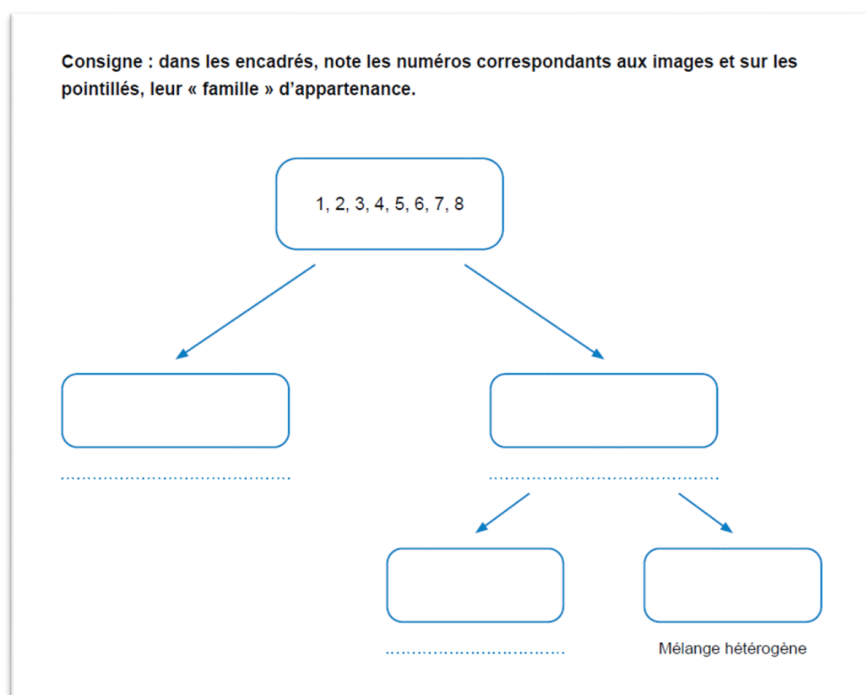 Consigne : dans les encadrés, note les numéros correspondants aux images et sur les
pointillés, leur « famille » d’appartenance.
1, 2, 3, 4, 5, 6, 7, 8
Mélange hétérogène